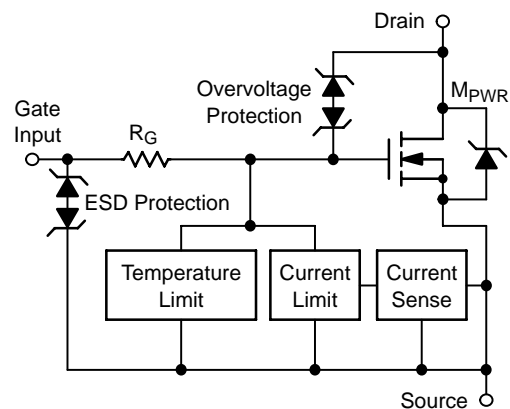 Drain
Overvoltage
Protection
MPWR
Gate
Input
RG
ESD Protection
Temperature
Limit
Current
Limit
Current
Sense
Source